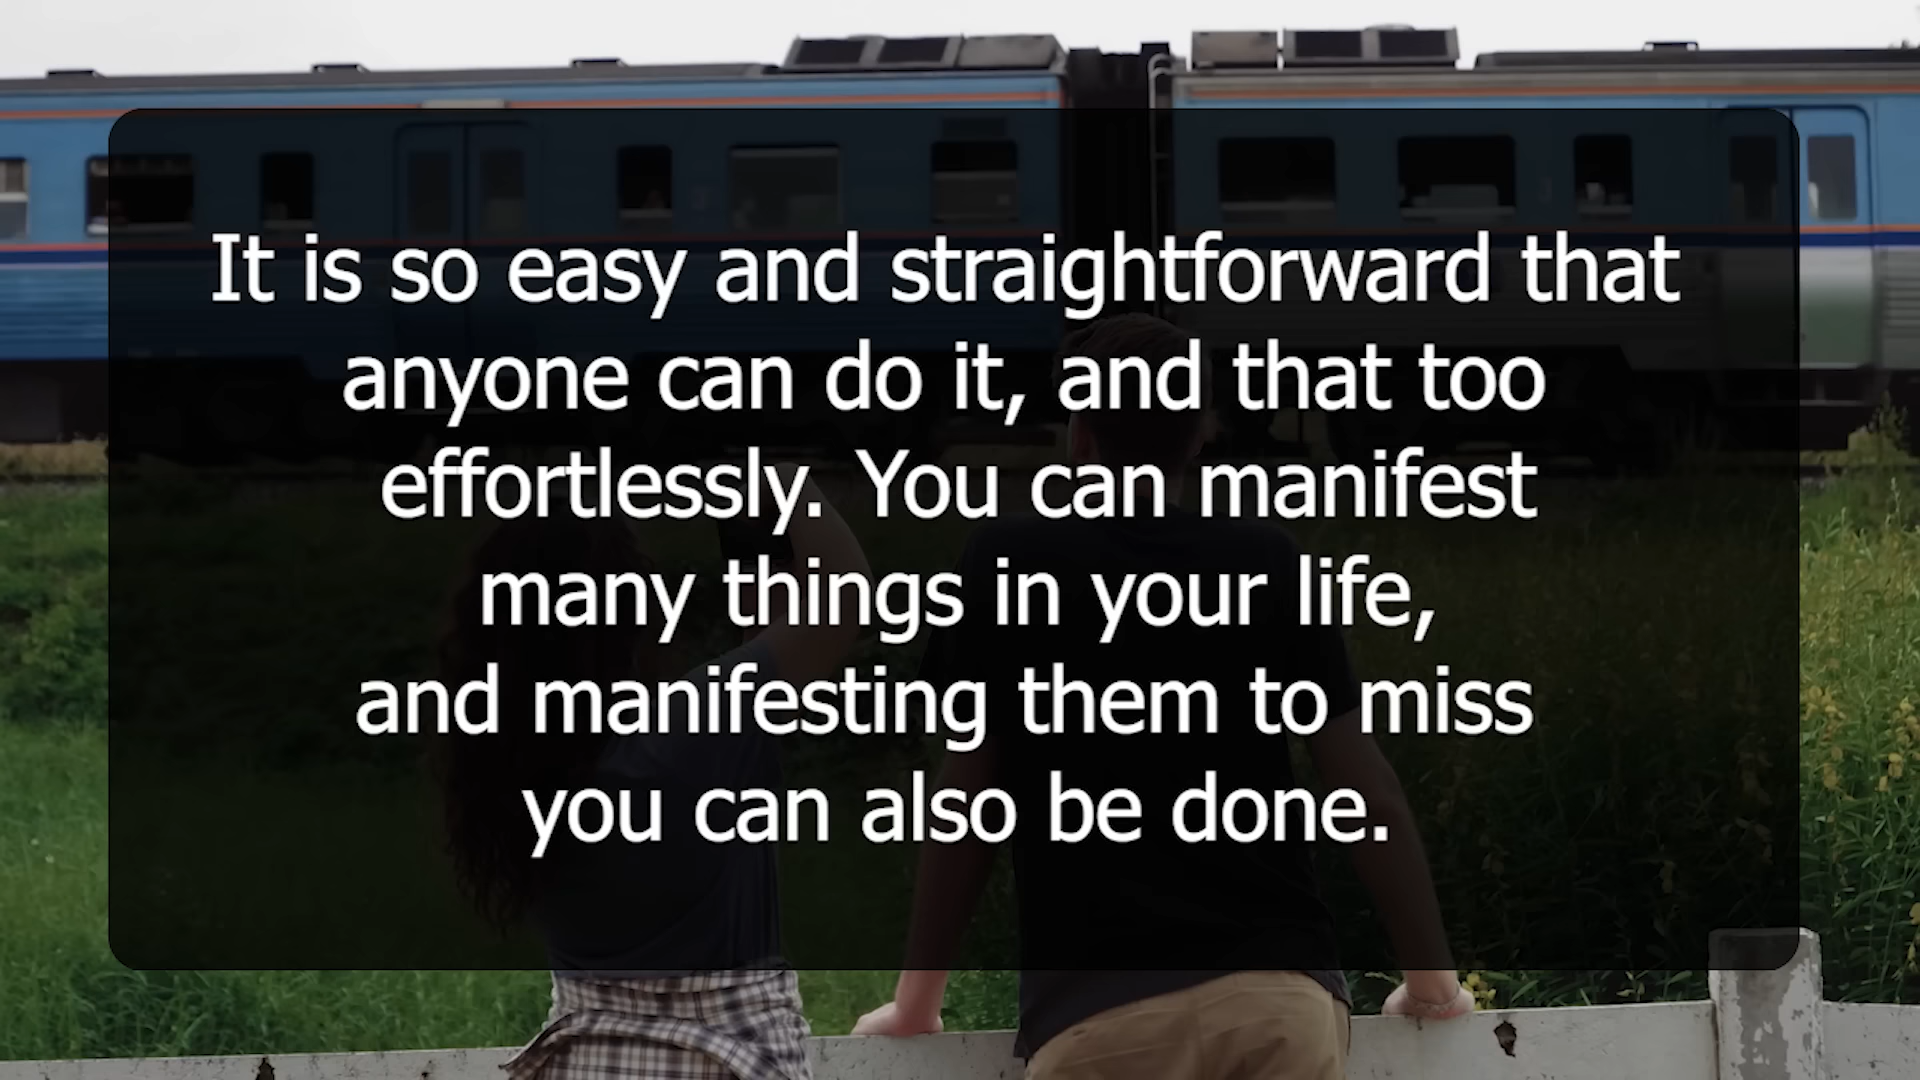 It is so easy and straightforward that
anyone can do it, and that too
effortlessly. You can manifest
many things in your life,
and manifesting them to miss
you can also be done.